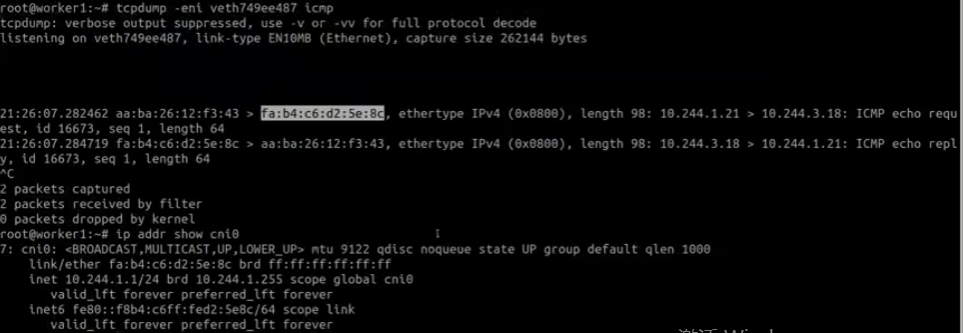 root@worker1:~# tcpdump -eni veth749ee487 icmp
tcpdump: verbose output suppressed, use -v or -vv for full protocol decode
listening on veth749ee487, link-type EN10MB (Ethernet), capture size 262144 bytes
21:26:07.282462 aa:ba:26:12:f3:43 > fa:b4:c6:d2:5e:8c, ethertype IPv4 (0x0800), length 98: 10.244.1.21 > 10.244.3.18: ICMP echo requ
est, id 16673, seq 1, length 64
21:26:07.284719 fa:b4:c6:d2:5e:8c > aa:ba:26:12:f3:43, ethertype IPv4 (0x0800), length 98: 10.244.3.18 > 10.244.1.21: ICMP echo repl
y, id 16673, seq 1, length 64
^C
2 packets captured
2 packets received by filter
0 packets dropped by kernel
root@worker1:~# ip addr show cni0
7: cni0: <BROADCAST,MULTICAST,UP,LOWER_UP> mtu 9122 qdisc noqueue state UP group default qlen 1000
link/ether fa:b4:c6:d2:5e:8c brd ff:ff:ff:ff:ff:ff
inet 10.244.1.1/24 brd 10.244.1.255 scope global cni0
valid_lft forever preferred_lft forever
inet6 fe80::f8b4:c6ff:fed2:5e8c/64 scope link
valid_lft forever preferred_lft forever